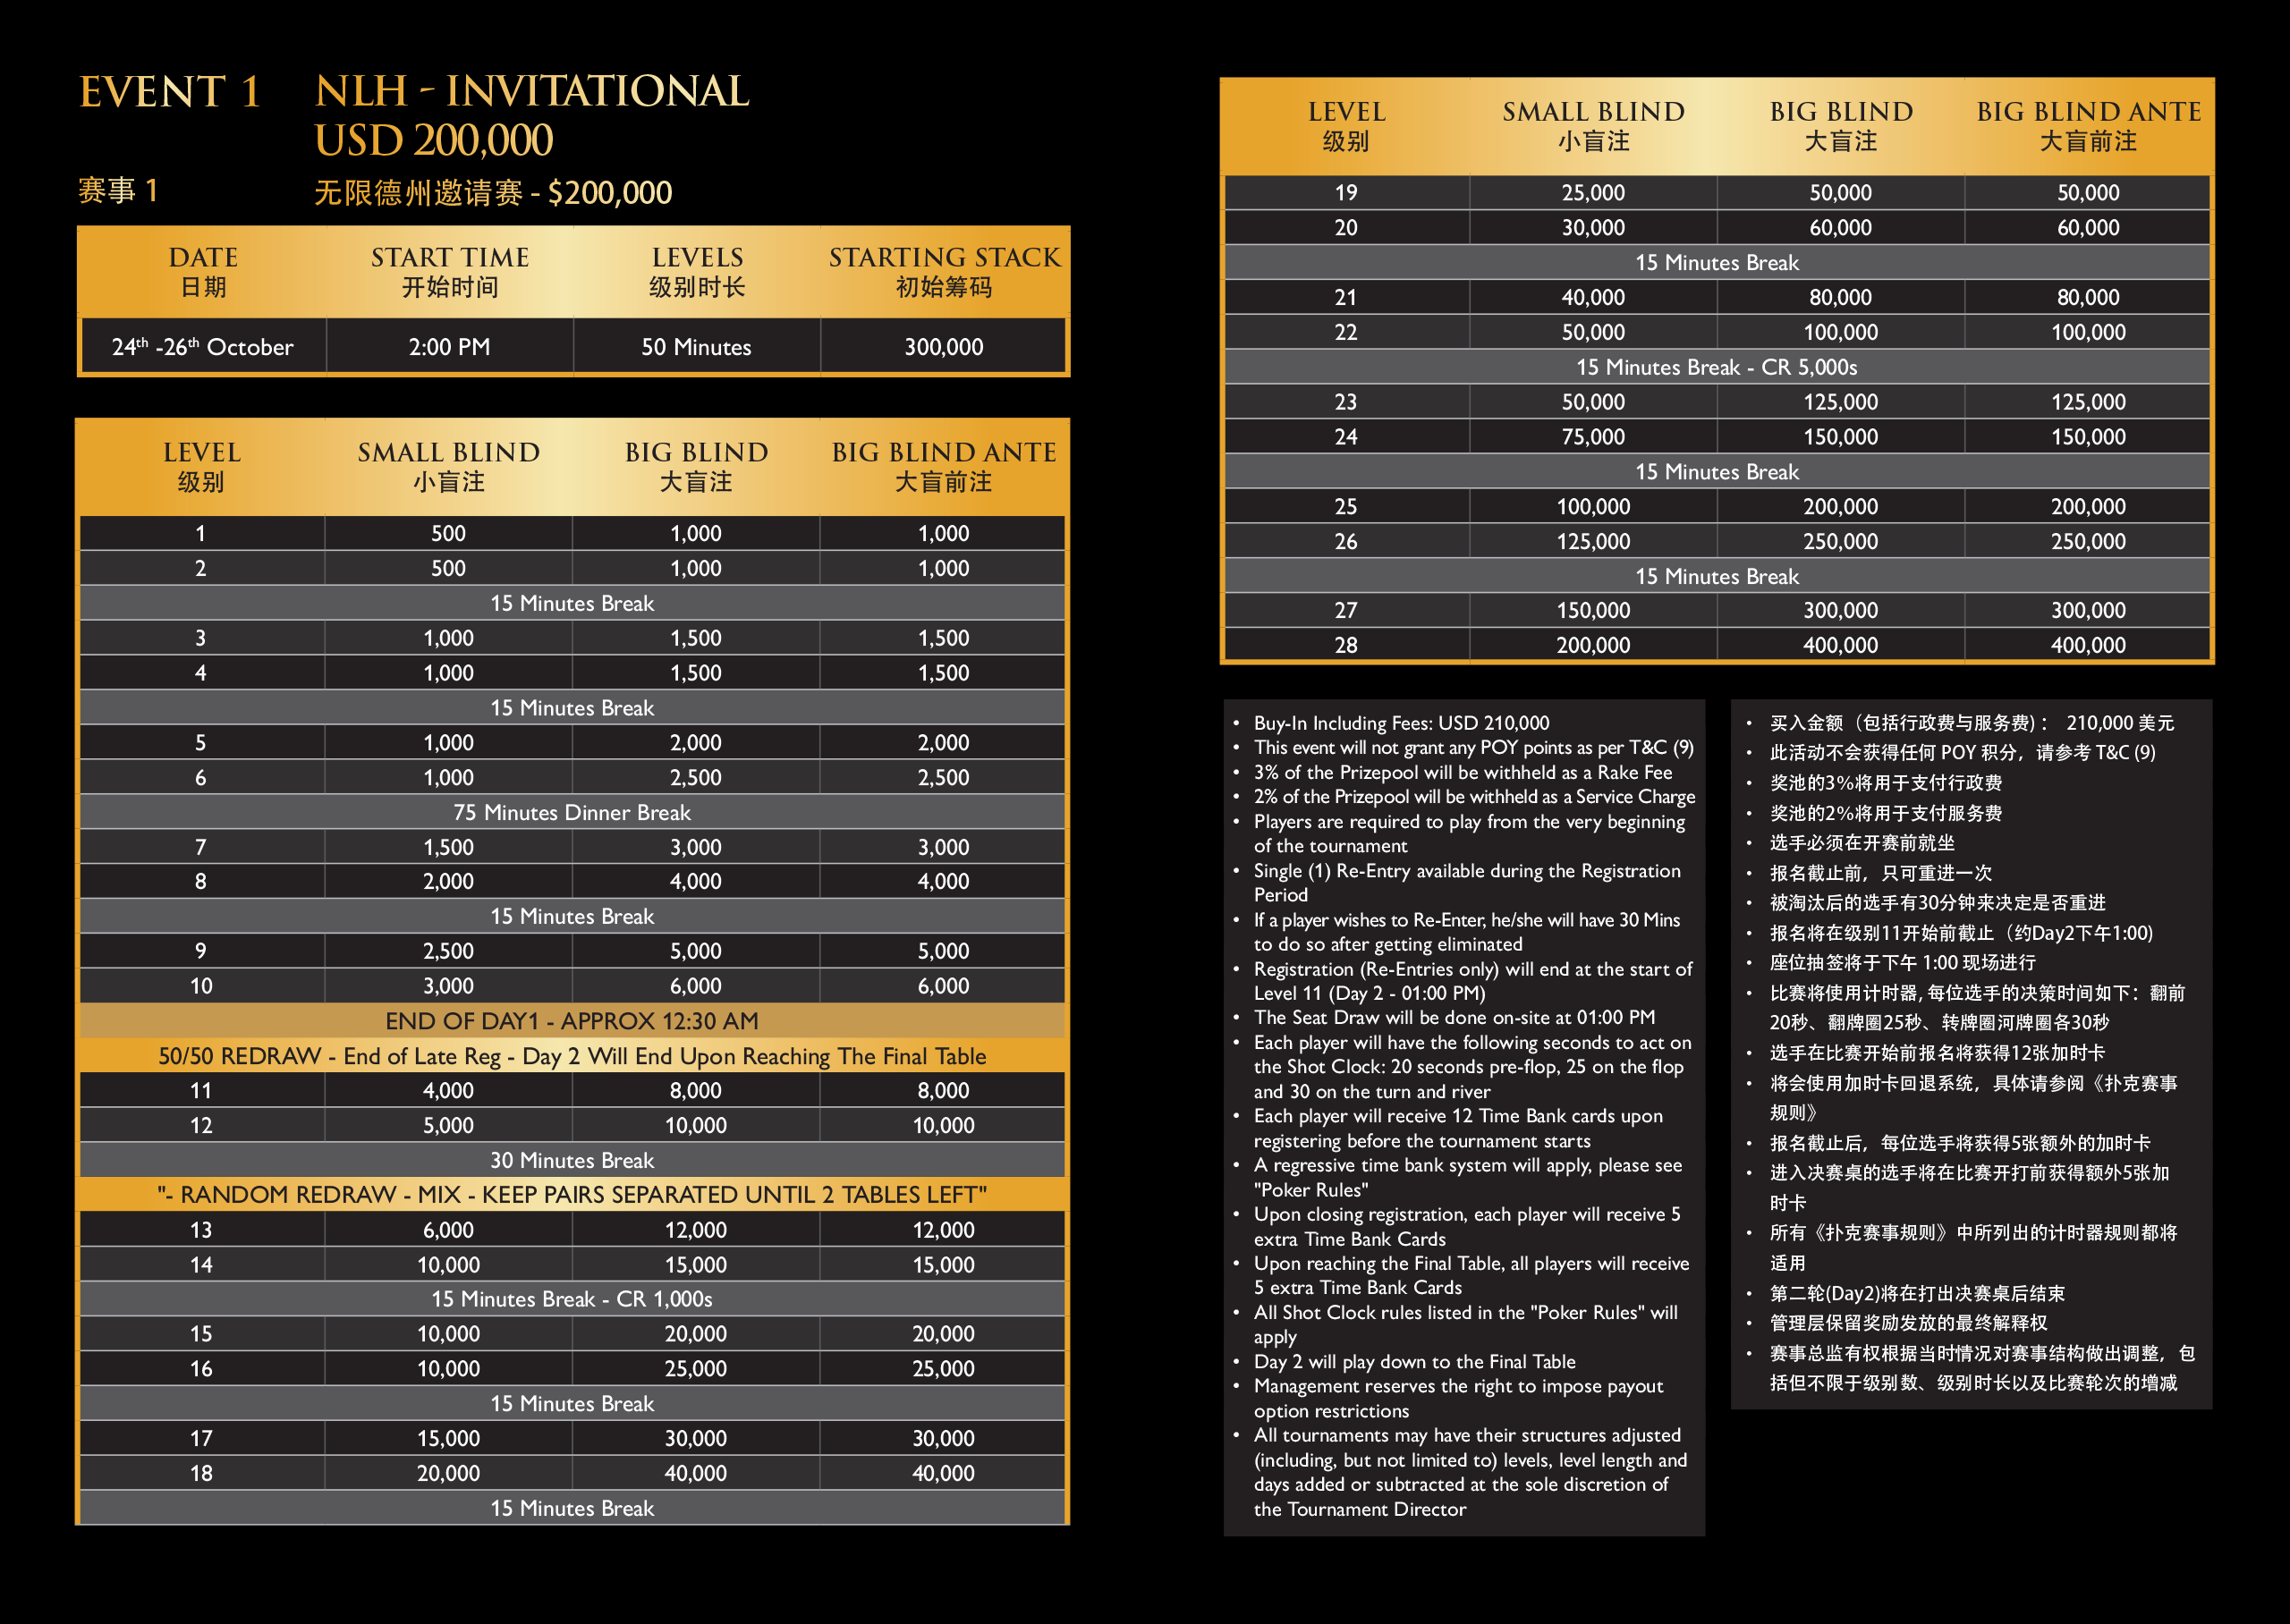 EVENT 1 NLH - INVITATIONAL
USD 200,000
赛事 1 无限德州邀请赛 - $200,000
DATE START TIME LEVELS STARTING STACK
日期 开始时间 级别时长 初始筹码
24th -26th October 2:00 PM 50 Minutes 300,000
LEVEL SMALL BLIND BIG BLIND BIG BLIND ANTE
级别 小盲注 大盲注 大盲前注
1 500 1,000 1,000
2 500 1,000 1,000
15 Minutes Break
3 1,000 1,500 1,500
4 1,000 1,500 1,500
15 Minutes Break
5 1,000 2,000 2,000
6 1,000 2,500 2,500
75 Minutes Dinner Break
7 1,500 3,000 3,000
8 2,000 4,000 4,000
15 Minutes Break
9 2,500 5,000 5,000
10 3,000 6,000 6,000
END OF DAY1 - APPROX 12:30 AM
50/50 REDRAW - End of Late Reg - Day 2 Will End Upon Reaching The Final Table
11 4,000 8,000 8,000
12 5,000 10,000 10,000
30 Minutes Break
"- RANDOM REDRAW - MIX - KEEP PAIRS SEPARATED UNTIL 2 TABLES LEFT"
13 6,000 12,000 12,000
14 10,000 15,000 15,000
15 Minutes Break - CR 1,000s
15 10,000 20,000 20,000
16 10,000 25,000 25,000
15 Minutes Break
17 15,000 30,000 30,000
18 20,000 40,000 40,000
15 Minutes Break
LEVEL SMALL BLIND BIG BLIND BIG BLIND ANTE
级别 小盲注 大盲注 大盲前注
19 25,000 50,000 50,000
20 30,000 60,000 60,000
15 Minutes Break
21 40,000 80,000 80,000
22 50,000 100,000 100,000
15 Minutes Break - CR 5,000s
23 50,000 125,000 125,000
24 75,000 150,000 150,000
15 Minutes Break
25 100,000 200,000 200,000
26 125,000 250,000 250,000
15 Minutes Break
27 150,000 300,000 300,000
28 200,000 400,000 400,000
• Buy-In Including Fees: USD 210,000
• This event will not grant any POY points as per T&C (9)
• 3% of the Prizepool will be withheld as a Rake Fee
• 2% of the Prizepool will be withheld as a Service Charge
• Players are required to play from the very beginning
of the tournament
• Single (1) Re-Entry available during the Registration
Period
• If a player wishes to Re-Enter, he/she will have 30 Mins
to do so after getting eliminated
• Registration (Re-Entries only) will end at the start of
Level 11 (Day 2 - 01:00 PM)
• The Seat Draw will be done on-site at 01:00 PM
• Each player will have the following seconds to act on
the Shot Clock: 20 seconds pre-flop, 25 on the flop
and 30 on the turn and river
• Each player will receive 12 Time Bank cards upon
registering before the tournament starts
• A regressive time bank system will apply, please see
"Poker Rules"
• Upon closing registration, each player will receive 5
extra Time Bank Cards
• Upon reaching the Final Table, all players will receive
5 extra Time Bank Cards
• All Shot Clock rules listed in the "Poker Rules" will
apply
• Day 2 will play down to the Final Table
• Management reserves the right to impose payout
option restrictions
• All tournaments may have their structures adjusted
(including, but not limited to) levels, level length and
days added or subtracted at the sole discretion of
the Tournament Director
• 买入金额（包括行政费与服务费)： 210,000 美元
• 此活动不会获得任何 POY 积分，请参考 T&C (9)
• 奖池的3%将用于支付行政费
• 奖池的2%将用于支付服务费
• 选手必须在开赛前就坐
• 报名截止前，只可重进一次
• 被淘汰后的选手有30分钟来决定是否重进
• 报名将在级别11开始前截止（约Day2下午1:00)
• 座位抽签将于下午 1:00 现场进行
• 比赛将使用计时器, 每位选手的决策时间如下：翻前
20秒、翻牌圈25秒、转牌圈河牌圈各30秒
• 选手在比赛开始前报名将获得12张加时卡
• 将会使用加时卡回退系统，具体请参阅《扑克赛事
规则》
• 报名截止后，每位选手将获得5张额外的加时卡
• 进入决赛桌的选手将在比赛开打前获得额外5张加
时卡
• 所有《扑克赛事规则》中所列出的计时器规则都将
适用
• 第二轮(Day2)将在打出决赛桌后结束
• 管理层保留奖励发放的最终解释权
• 赛事总监有权根据当时情况对赛事结构做出调整，包
括但不限于级别数、级别时长以及比赛轮次的增减